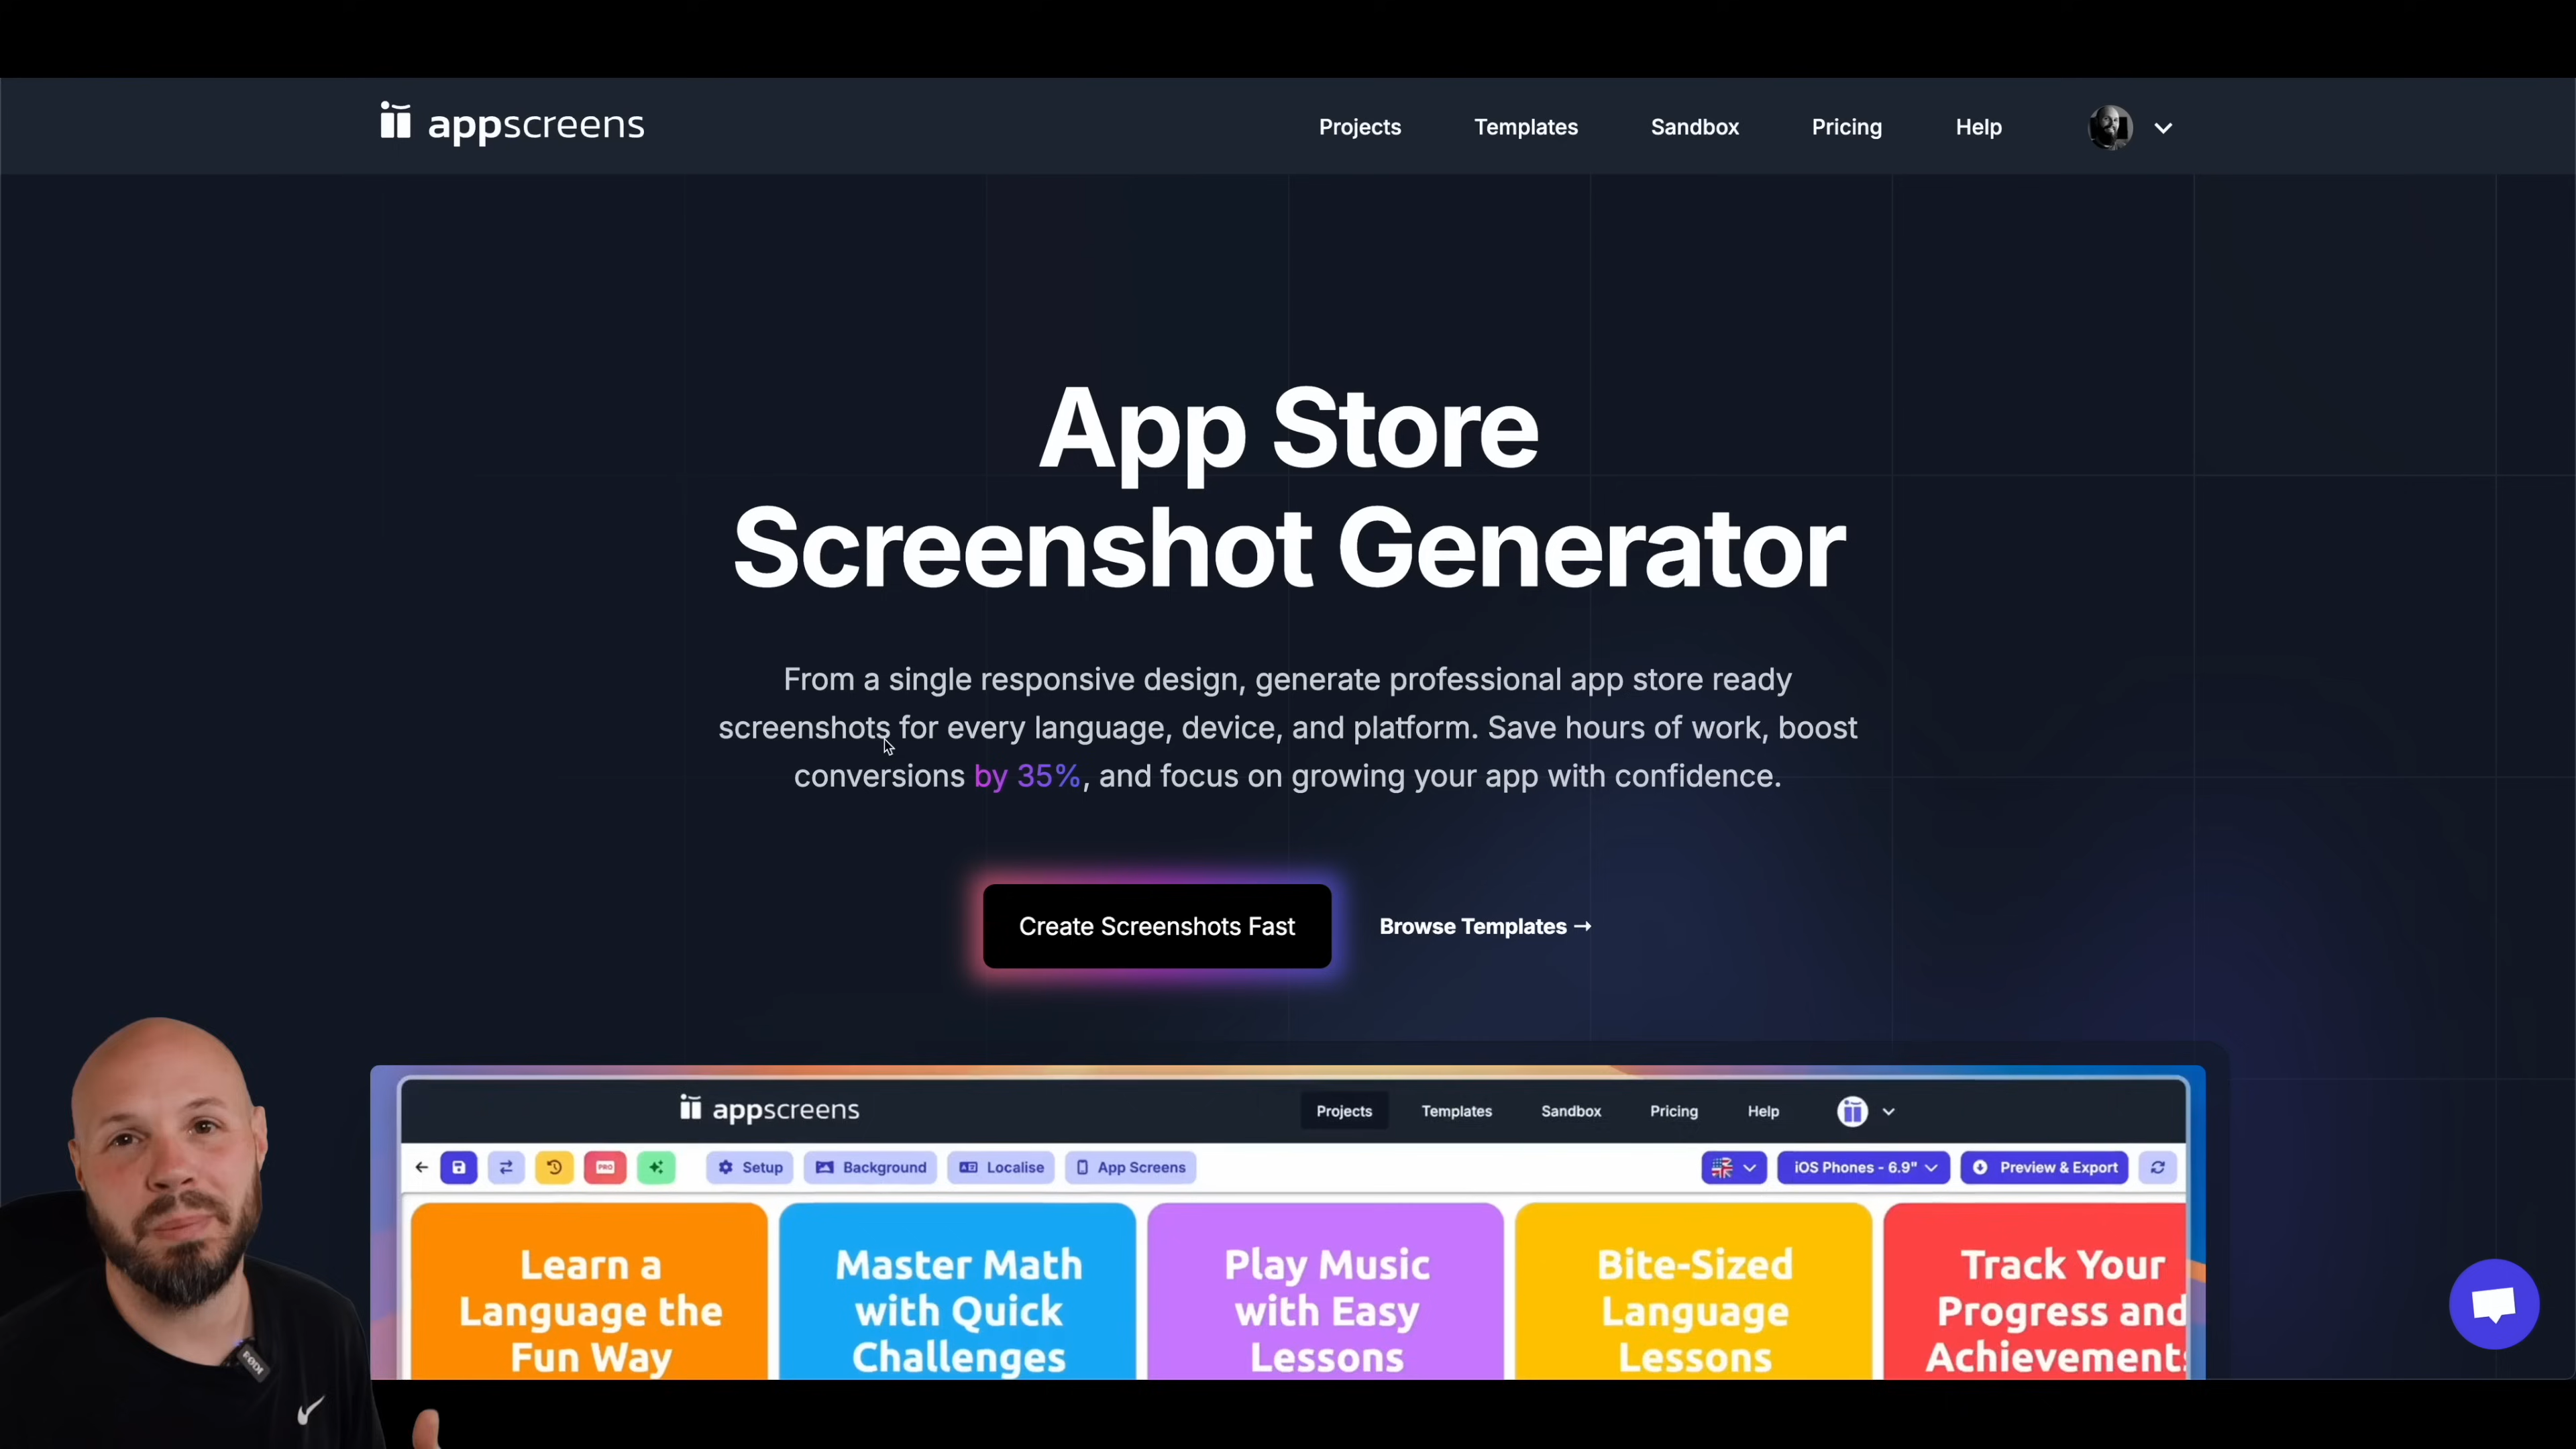 appscreens
Projects Templates Sandbox Pricing Help
App Store
Screenshot Generator
From a single responsive design, generate professional app store ready
screenshots for every language, device, and platform. Save hours of work, boost
conversions by 35%, and focus on growing your app with confidence.
Create Screenshots Fast
Browse Templates →
appscreens
Projects Templates Sandbox Pricing Help
PRO
Setup Background Localise App Screens
iOS Phones - 6.9" Preview & Export
Learn a
Language the
Fun Way
Master Math
with Quick
Challenges
Play Music
with Easy
Lessons
Bite-Sized
Language
Lessons
Track Your
Progress and
Achievements
RØDE